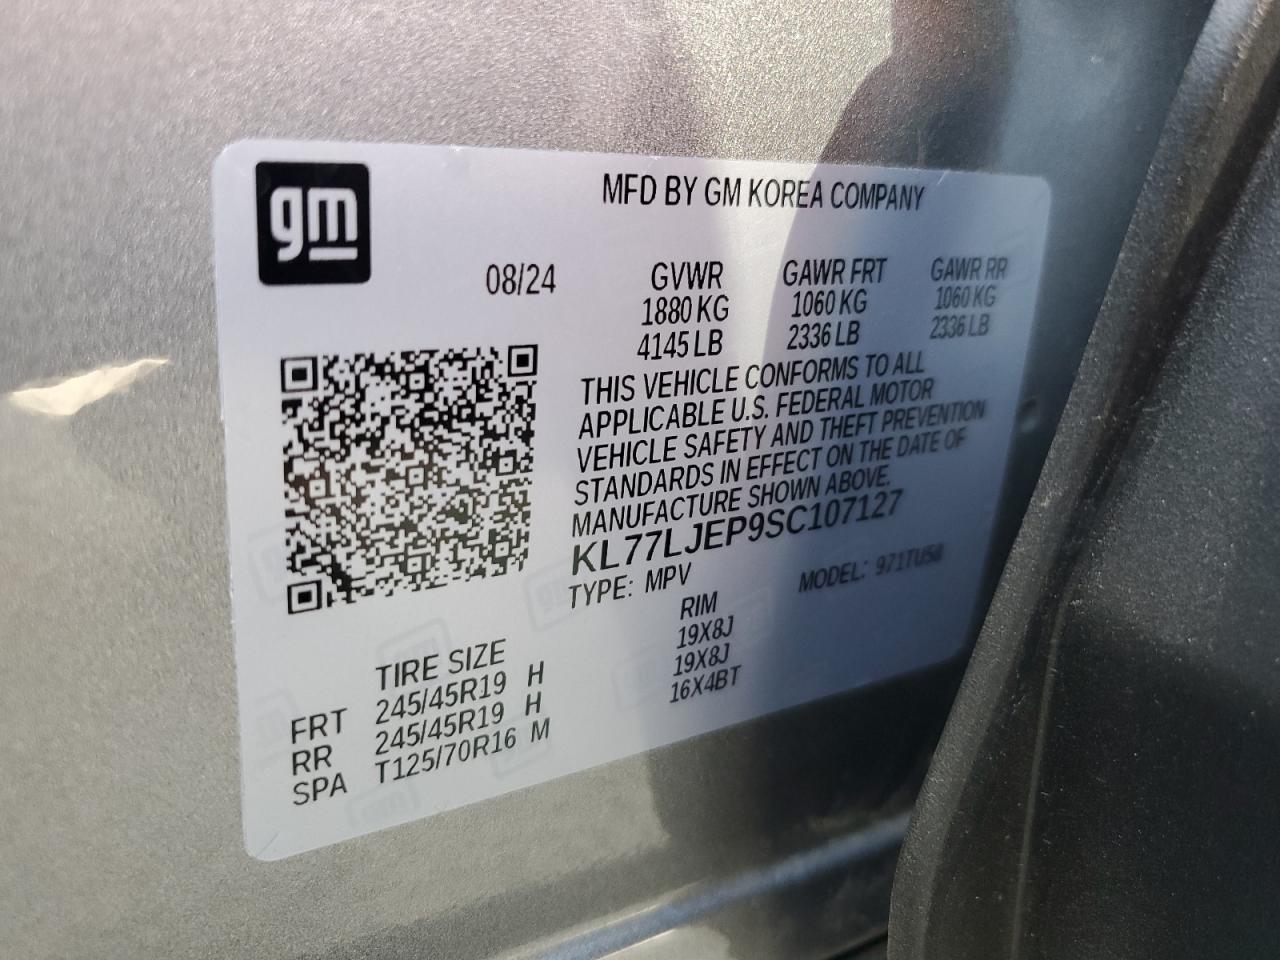 gm
MFD BY GM KOREA COMPANY
08/24
GVWR GAWR FRT GAWR RR
1880 KG 1060 KG 1060 KG
4145 LB 2336 LB 2336 LB
THIS VEHICLE CONFORMS TO ALL
APPLICABLE U.S. FEDERAL MOTOR
VEHICLE SAFETY AND THEFT PREVENTION
STANDARDS IN EFFECT ON THE DATE OF
MANUFACTURE SHOWN ABOVE.
KL77LJEP9SC107127
TYPE: MPV MODEL: 971TU58
TIRE SIZE RIM
FRT 245/45R19 H 19X8J
RR 245/45R19 H 19X8J
SPA T125/70R16 M 16X4BT